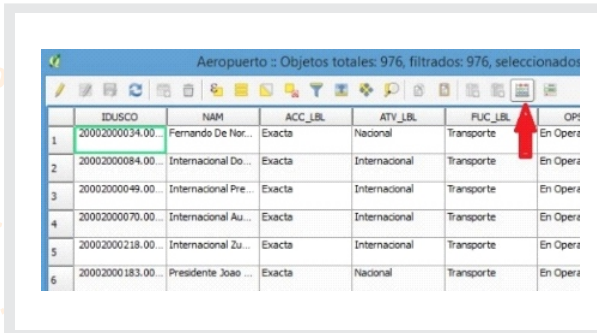 Aeropuerto :: Objetos totales: 976, filtrados: 976, seleccionados
IDUSCO NAM ACC_LBL ATV_LBL FUC_LBL OPS
1 20002000034.00... Fernando De Nor... Exacta Nacional Transporte En Opera
2 20002000084.00... Internacional Do... Exacta Internacional Transporte En Opera
3 20002000049.00... Internacional Pre... Exacta Internacional Transporte En Opera
4 20002000070.00... Internacional Au... Exacta Internacional Transporte En Opera
5 20002000218.00... Internacional Zu... Exacta Internacional Transporte En Opera
6 20002000183.00... Presidente Joao ... Exacta Nacional Transporte En Opera